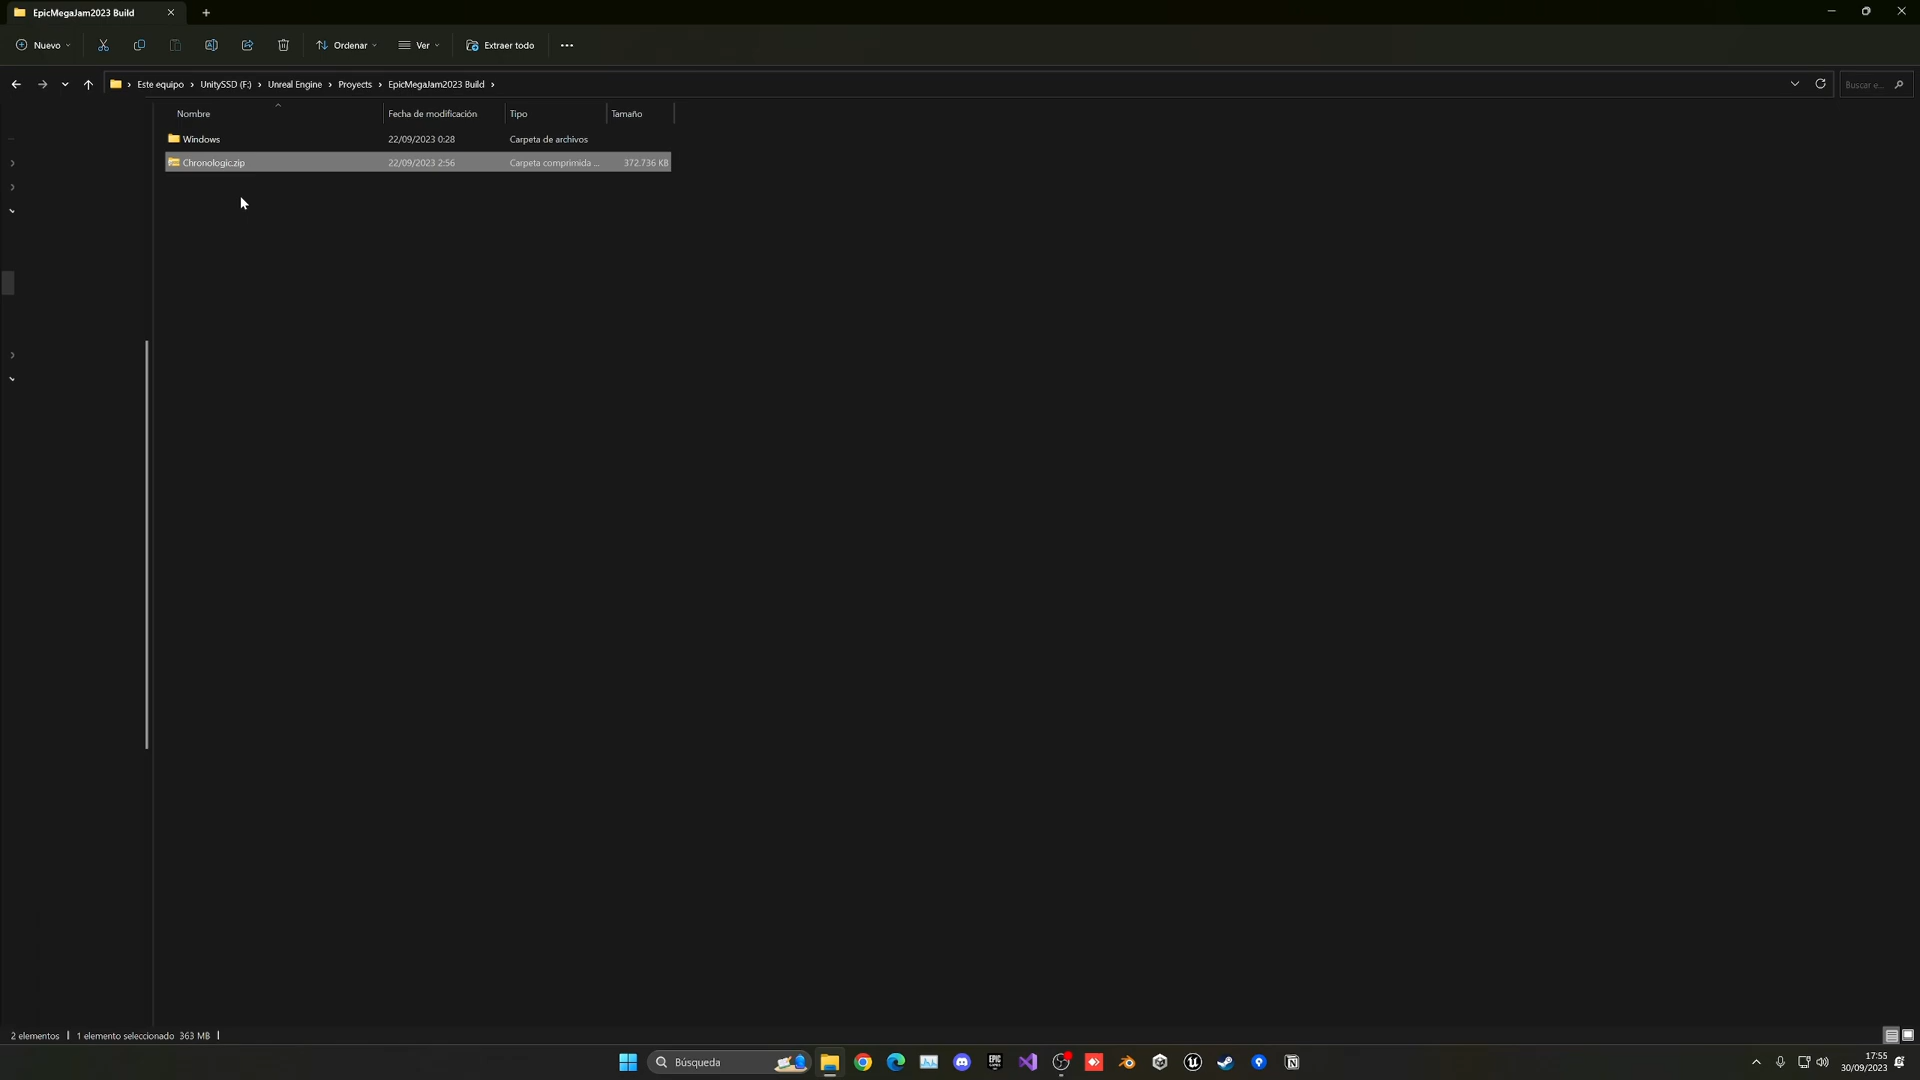 EpicMegaJam2023 Build
Nuevo
Ordenar
Ver
Extraer todo
Este equipo
UnitySSD (F:)
Unreal Engine
Proyects
EpicMegaJam2023 Build
Buscar e...
Nombre
Fecha de modificación
Tipo
Tamaño
Windows
22/09/2023 0:28
Carpeta de archivos
Chronologic.zip
22/09/2023 2:56
Carpeta comprimida ...
372.736 KB
2 elementos
1 elemento seleccionado 363 MB
Búsqueda
EPIC
17:55
30/09/2023